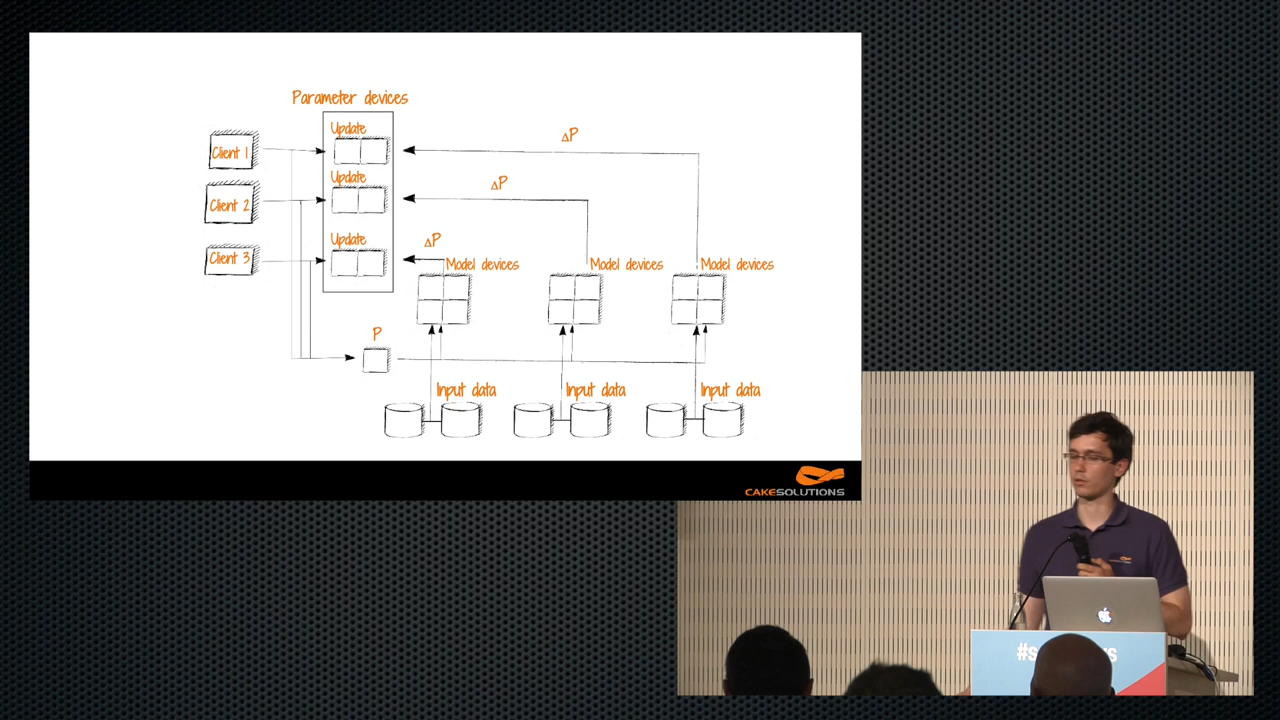 Parameter devices
Update
Client 1
ΔP
Update
Client 2
ΔP
Update
Client 3
ΔP
Model devices
Model devices
Model devices
P
Input data
Input data
Input data
CAKESOLUTIONS